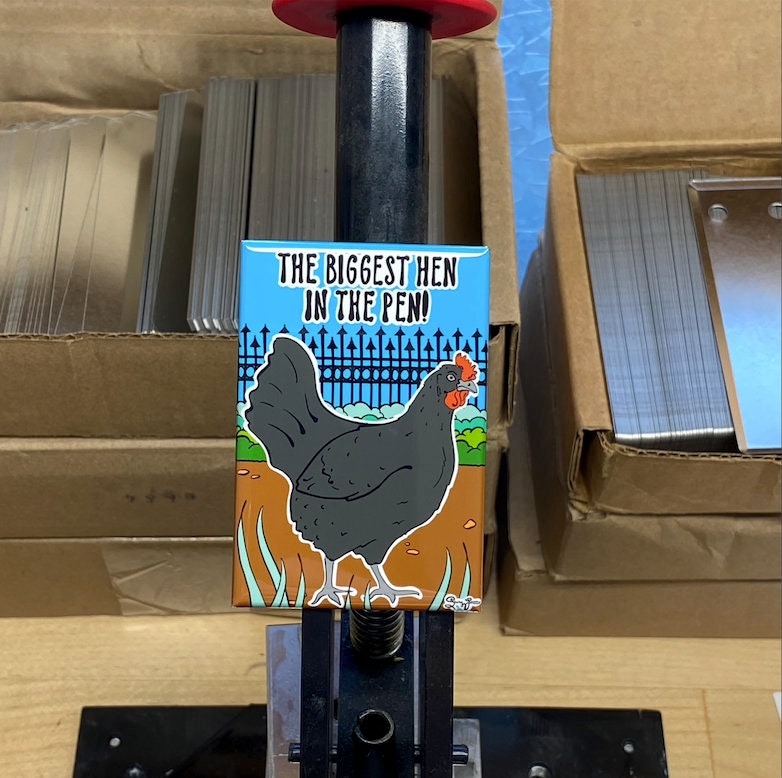 THE BIGGEST HEN
IN THE PEN!